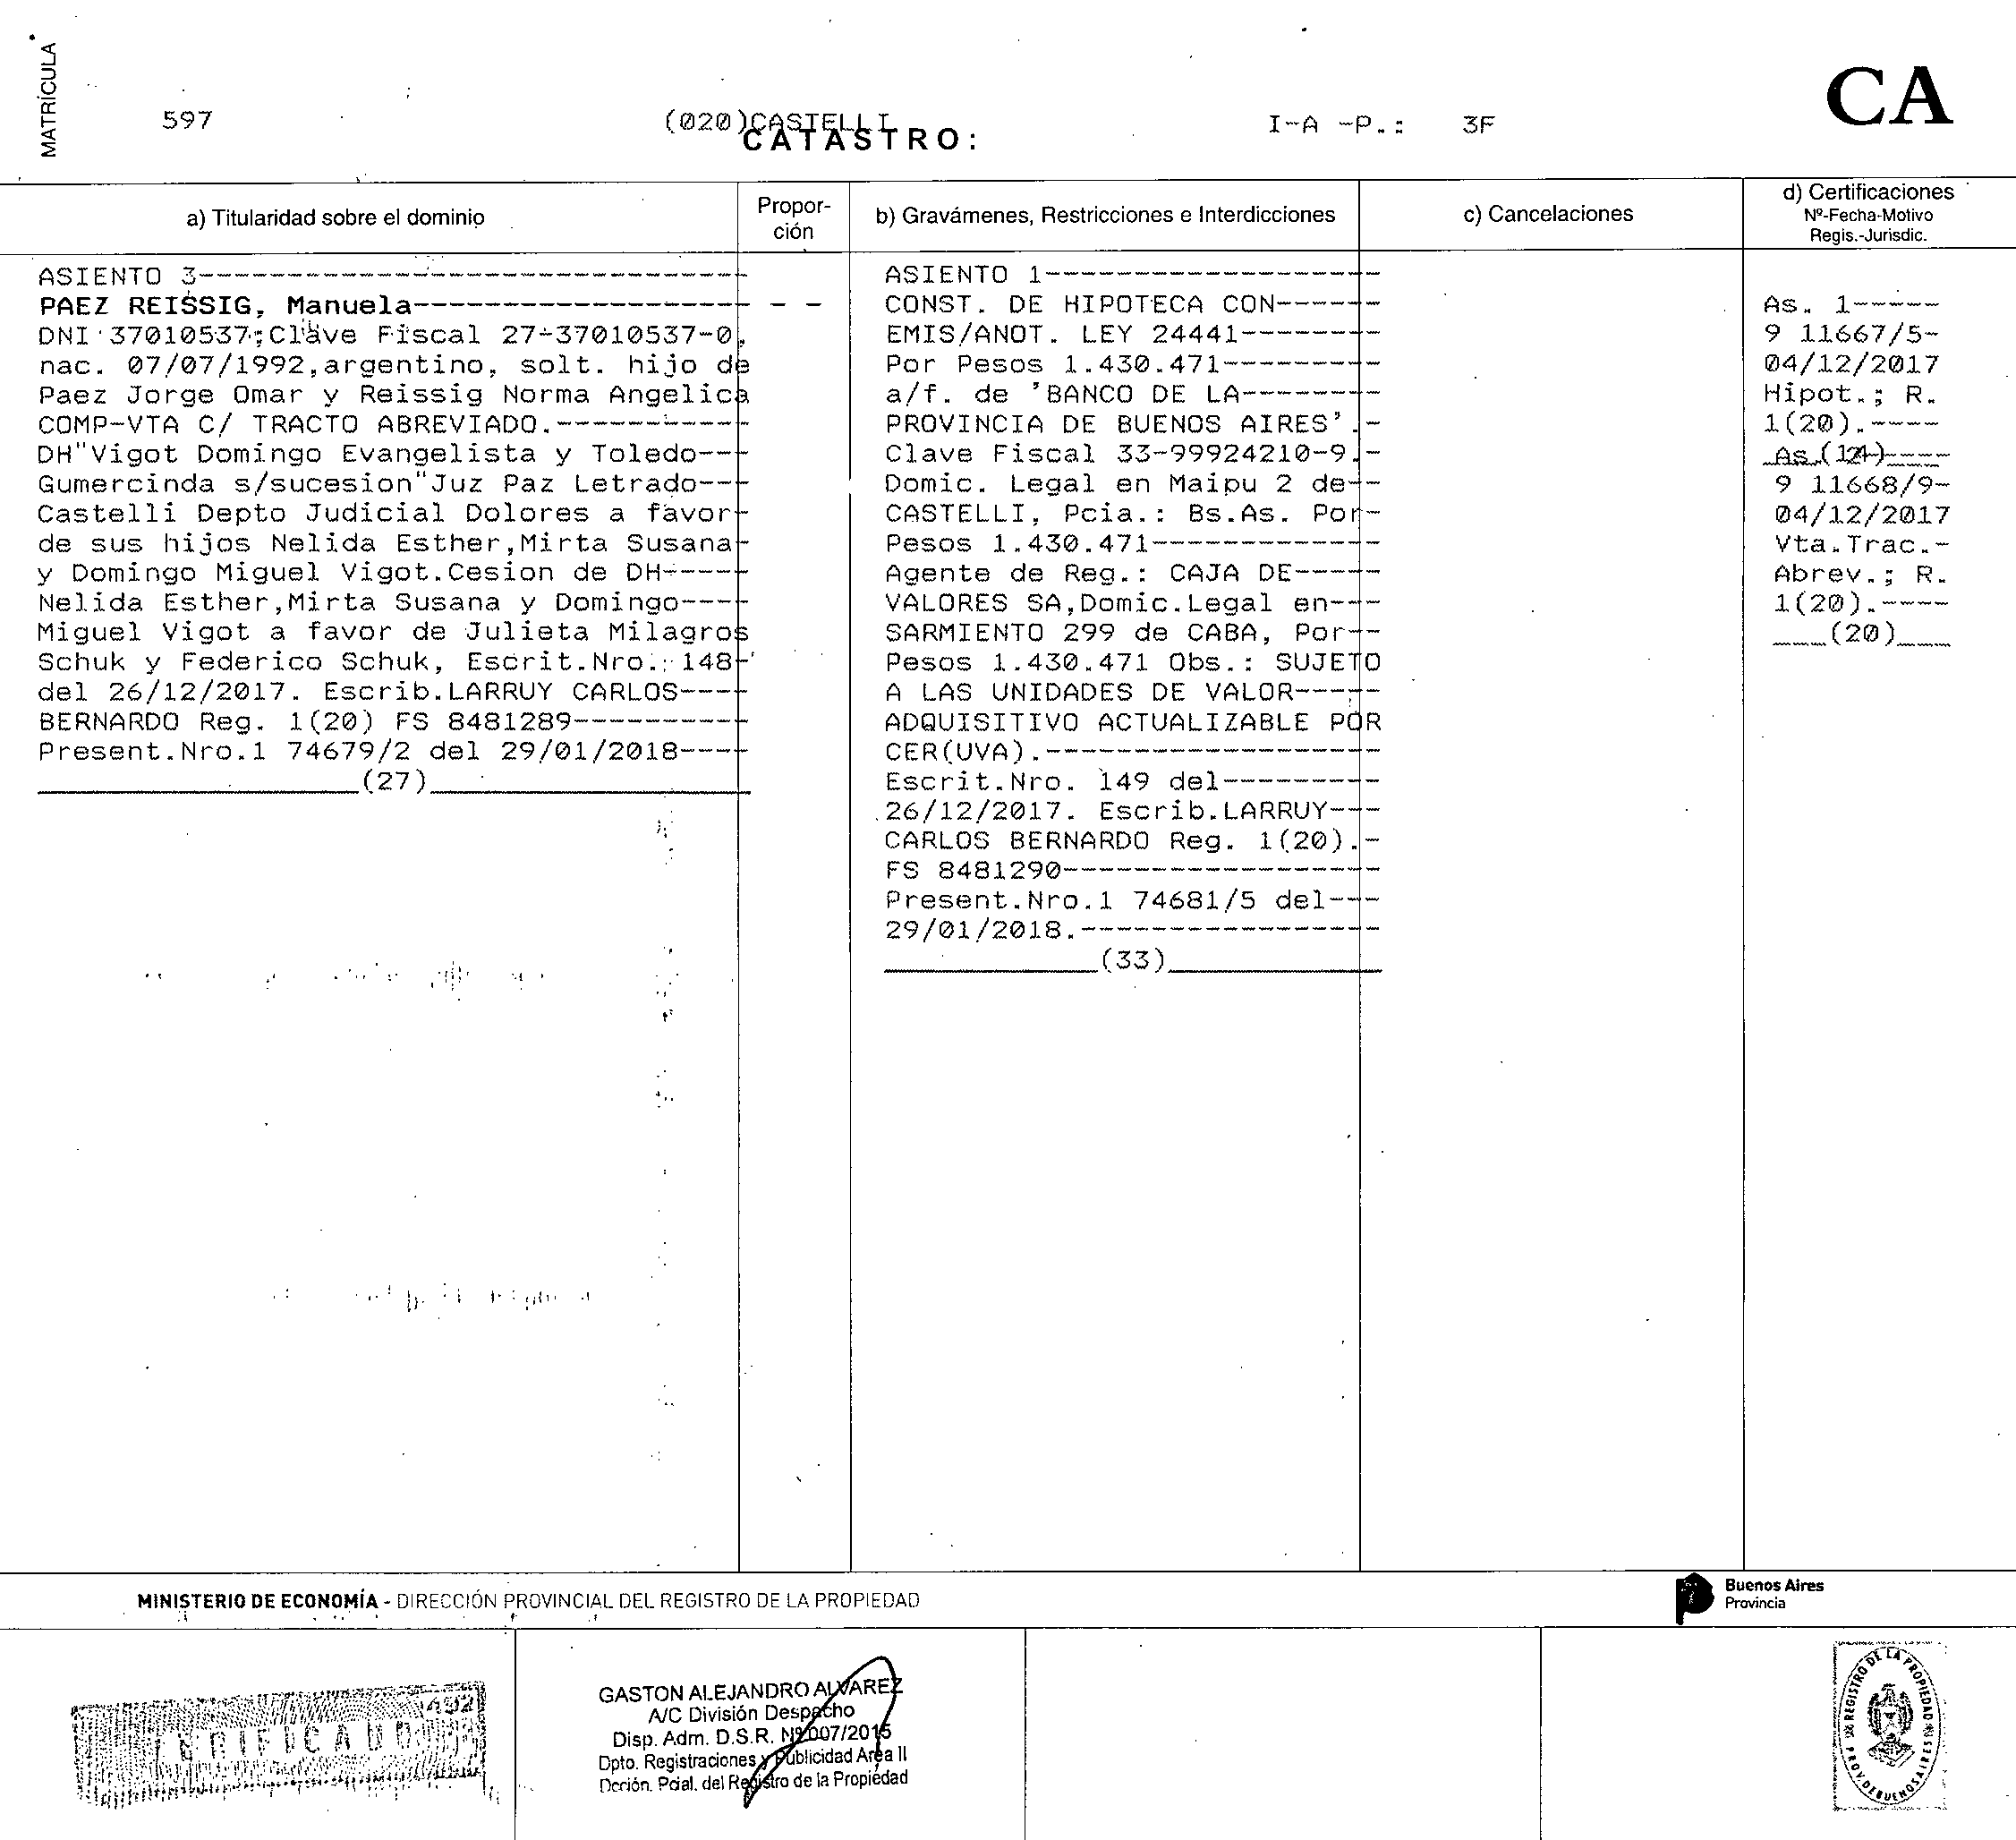 MATRÍCULA
597
(020)CASTELLI
CATASTRO:
I-A -P.: 3F
CA
a) Titularidad sobre el dominio
Propor-
ción
b) Gravámenes, Restricciones e Interdicciones
c) Cancelaciones
d) Certificaciones
Nº-Fecha-Motivo
Regis.-Jurisdic.
ASIENTO 3-------------------------------
PAEZ REISSIG, Manuela------------------- - -
DNI 37010537;Clave Fiscal 27-37010537-0,
nac. 07/07/1992,argentino, solt. hijo de
Paez Jorge Omar y Reissig Norma Angelica
COMP-VTA C/ TRACTO ABREVIADO.-----------
DH"Vigot Domingo Evangelista y Toledo---
Gumercinda s/sucesion"Juz Paz Letrado---
Castelli Depto Judicial Dolores a favor-
de sus hijos Nelida Esther,Mirta Susana-
y Domingo Miguel Vigot.Cesion de DH-----
Nelida Esther,Mirta Susana y Domingo----
Miguel Vigot a favor de Julieta Milagros
Schuk y Federico Schuk, Escrit.Nro. 148-
del 26/12/2017. Escrib.LARRUY CARLOS----
BERNARDO Reg. 1(20) FS 8481289----------
Present.Nro.1 74679/2 del 29/01/2018----
__________________(27)__________________
ASIENTO 1-------------------
CONST. DE HIPOTECA CON------
EMIS/ANOT. LEY 24441--------
Por Pesos 1.430.471---------
a/f. de 'BANCO DE LA--------
PROVINCIA DE BUENOS AIRES'.-
Clave Fiscal 33-99924210-9.-
Domic. Legal en Maipu 2 de--
CASTELLI, Pcia.: Bs.As. Por-
Pesos 1.430.471-------------
Agente de Reg.: CAJA DE-----
VALORES SA,Domic.Legal en---
SARMIENTO 299 de CABA, Por--
Pesos 1.430.471 Obs.: SUJETO
A LAS UNIDADES DE VALOR-----
ADQUISITIVO ACTUALIZABLE POR
CER(UVA).-------------------
Escrit.Nro. 149 del---------
26/12/2017. Escrib.LARRUY---
CARLOS BERNARDO Reg. 1(20).-
FS 8481290------------------
Present.Nro.1 74681/5 del---
29/01/2018.-----------------
____________(33)____________
As. 1-----
9 11667/5-
04/12/2017
Hipot.; R.
1(20).----
As.
9 11668/9-
04/12/2017
Vta.Trac.-
Abrev.; R.
1(20).----
___(20)___
MINISTERIO DE ECONOMÍA - DIRECCIÓN PROVINCIAL DEL REGISTRO DE LA PROPIEDAD
Buenos Aires
Provincia
492
GASTON ALEJANDRO ALVAREZ
A/C División Despacho
Disp. Adm. D.S.R. Nº 007/2015
Dpto. Registraciones y Publicidad Area II
Dción. Pcial. del Registro de la Propiedad
REGISTRO DE LA PROPIEDAD
PROV. DE BUENOS AIRES